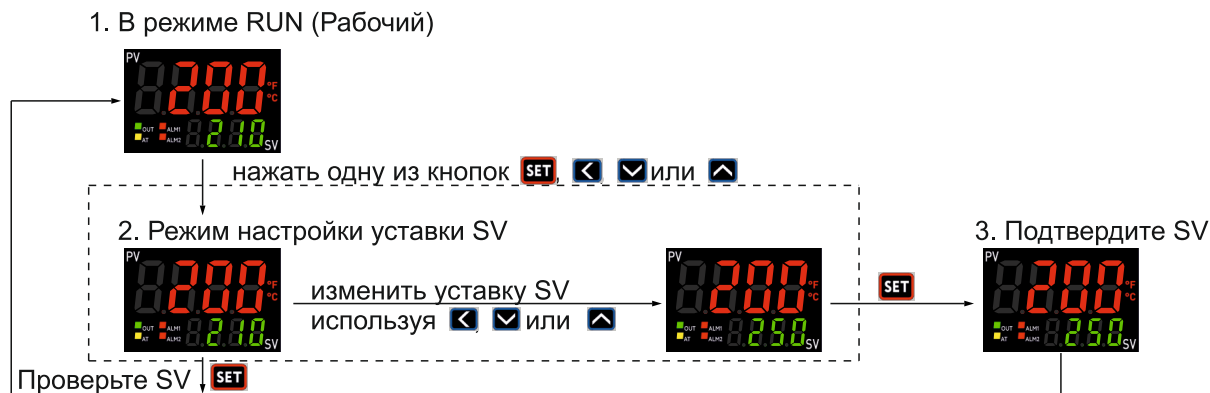 1. В режиме RUN (Рабочий)
PV
200
°F
°C
OUT ALM1
AT ALM2
210
SV
нажать одну из кнопок SET, или
2. Режим настройки уставки SV
3. Подтвердите SV
PV
200
°F
°C
OUT ALM1
AT ALM2
210
SV
изменить уставку SV
используя , или
PV
200
°F
°C
OUT ALM1
AT ALM2
250
SV
SET
PV
200
°F
°C
OUT ALM1
AT ALM2
250
SV
Проверьте SV SET